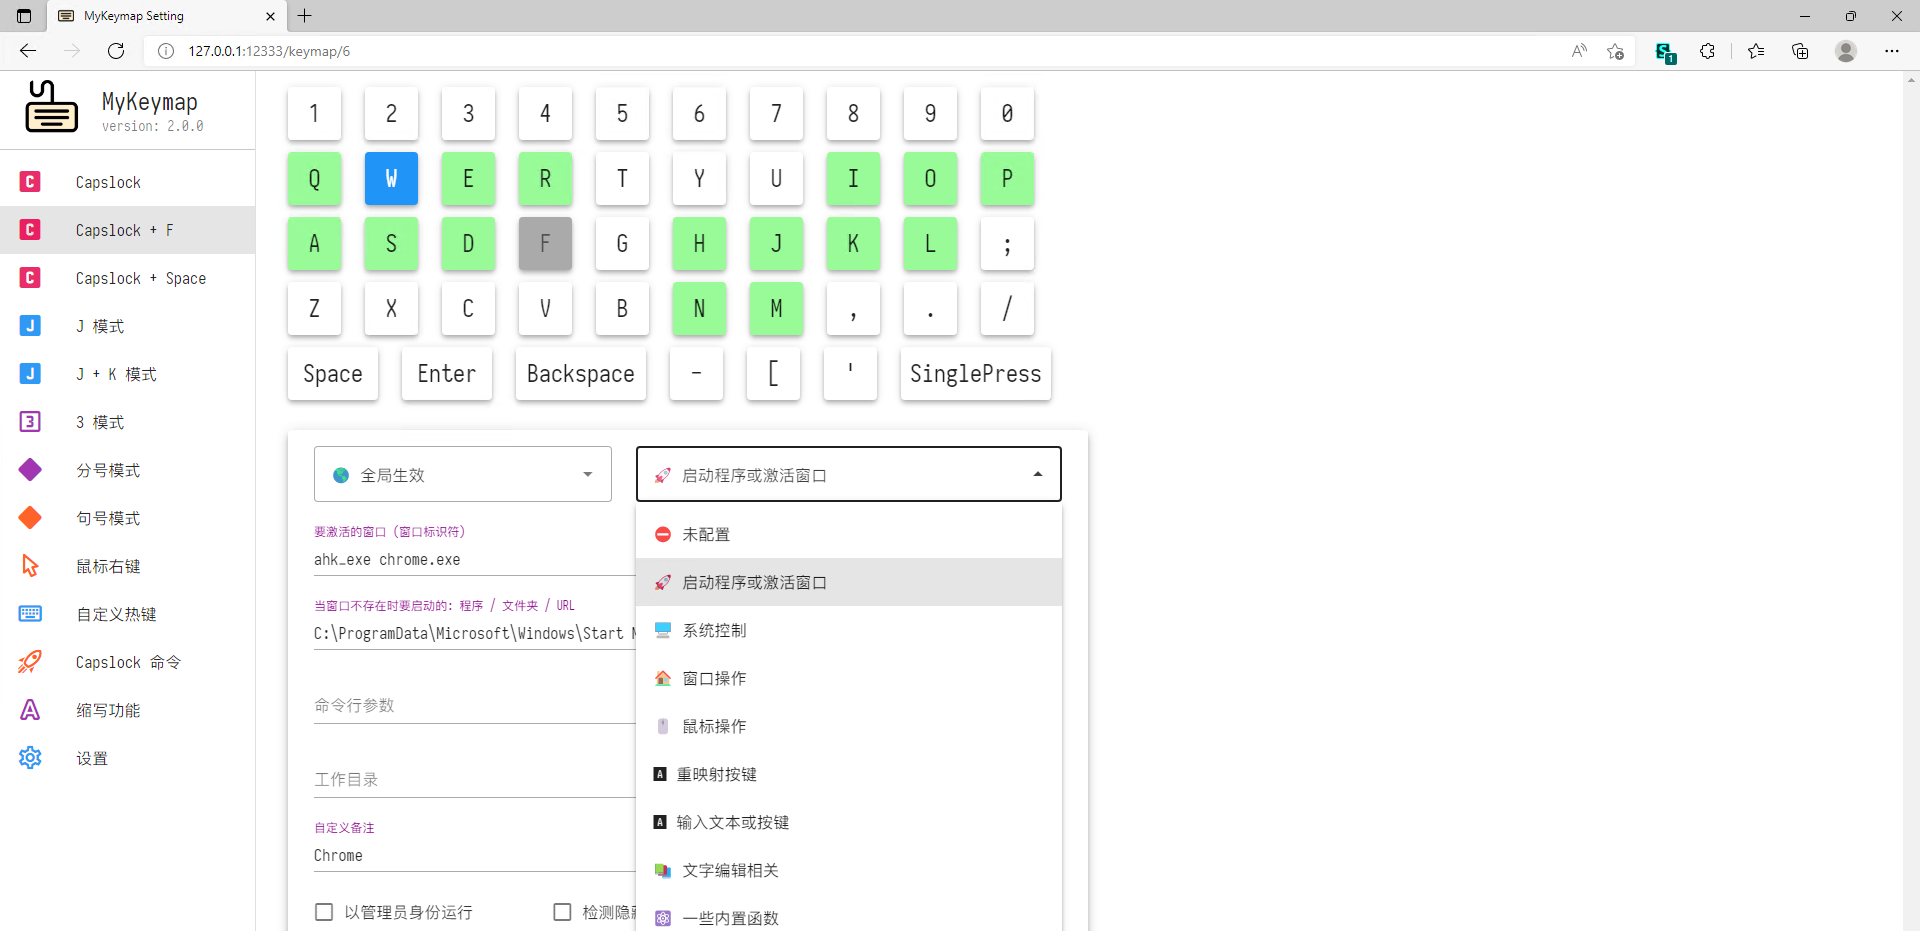 MyKeymap Setting
127.0.0.1:12333/keymap/6
1
MyKeymap
version: 2.0.0
C Capslock
C Capslock + F
C Capslock + Space
J J 模式
J J + K 模式
3 3 模式
分号模式
句号模式
鼠标右键
自定义热键
Capslock 命令
缩写功能
设置
1 2 3 4 5 6 7 8 9 0
Q W E R T Y U I O P
A S D F G H J K L ;
Z X C V B N M , . /
Space Enter Backspace - [ ' SinglePress
全局生效
启动程序或激活窗口
要激活的窗口 (窗口标识符)
ahk_exe chrome.exe
当窗口不存在时要启动的: 程序 / 文件夹 / URL
C:\ProgramData\Microsoft\Windows\Start
命令行参数
工作目录
自定义备注
Chrome
以管理员身份运行
检测隐
未配置
启动程序或激活窗口
系统控制
窗口操作
鼠标操作
A 重映射按键
A 输入文本或按键
文字编辑相关
一些内置函数